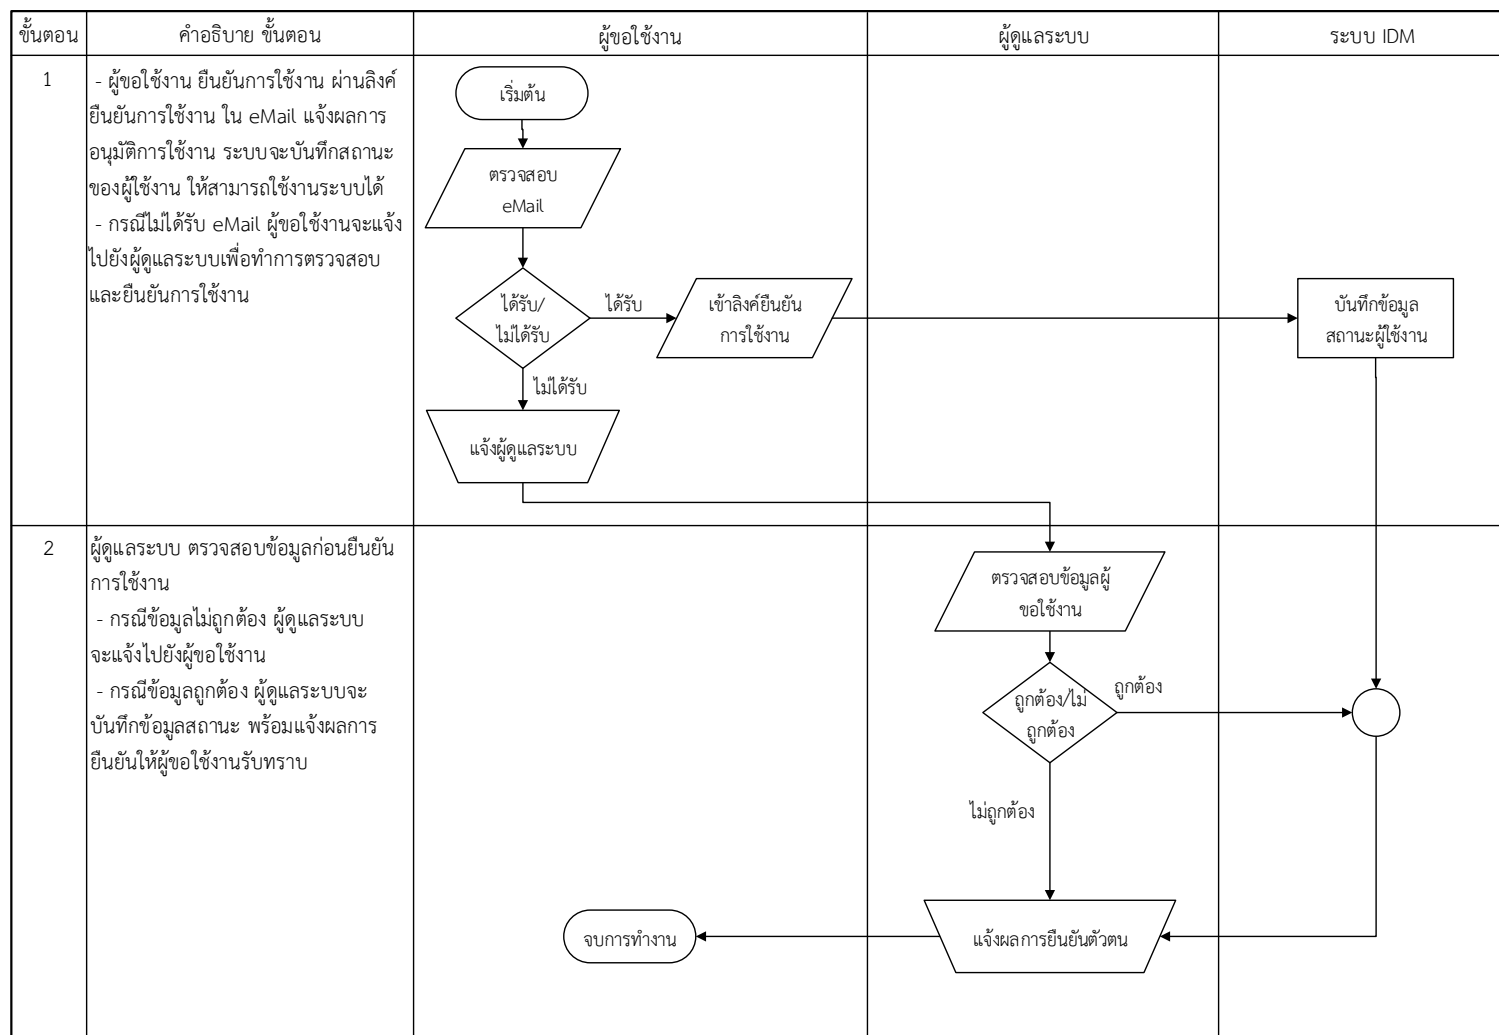 ขั้นตอน
คำอธิบาย ขั้นตอน
ผู้ขอใช้งาน
ผู้ดูแลระบบ
ระบบ IDM
1
- ผู้ขอใช้งาน ยืนยันการใช้งาน ผ่านลิงค์
ยืนยันการใช้งาน ใน eMail แจ้งผลการ
อนุมัติการใช้งาน ระบบจะบันทึกสถานะ
ของผู้ใช้งาน ให้สามารถใช้งานระบบได้
- กรณีไม่ได้รับ eMail ผู้ขอใช้งานจะแจ้ง
ไปยังผู้ดูแลระบบเพื่อทำการตรวจสอบ
และยืนยันการใช้งาน
เริ่มต้น
ตรวจสอบ
eMail
ได้รับ/
ไม่ได้รับ
ได้รับ
เข้าลิงค์ยืนยัน
การใช้งาน
บันทึกข้อมูล
สถานะผู้ใช้งาน
ไม่ได้รับ
แจ้งผู้ดูแลระบบ
2
ผู้ดูแลระบบ ตรวจสอบข้อมูลก่อนยืนยัน
การใช้งาน
- กรณีข้อมูลไม่ถูกต้อง ผู้ดูแลระบบ
จะแจ้งไปยังผู้ขอใช้งาน
- กรณีข้อมูลถูกต้อง ผู้ดูแลระบบจะ
บันทึกข้อมูลสถานะ พร้อมแจ้งผลการ
ยืนยันให้ผู้ขอใช้งานรับทราบ
ตรวจสอบข้อมูลผู้
ขอใช้งาน
ถูกต้อง/ไม่
ถูกต้อง
ถูกต้อง
ไม่ถูกต้อง
จบการทำงาน
แจ้งผลการยืนยันตัวตน